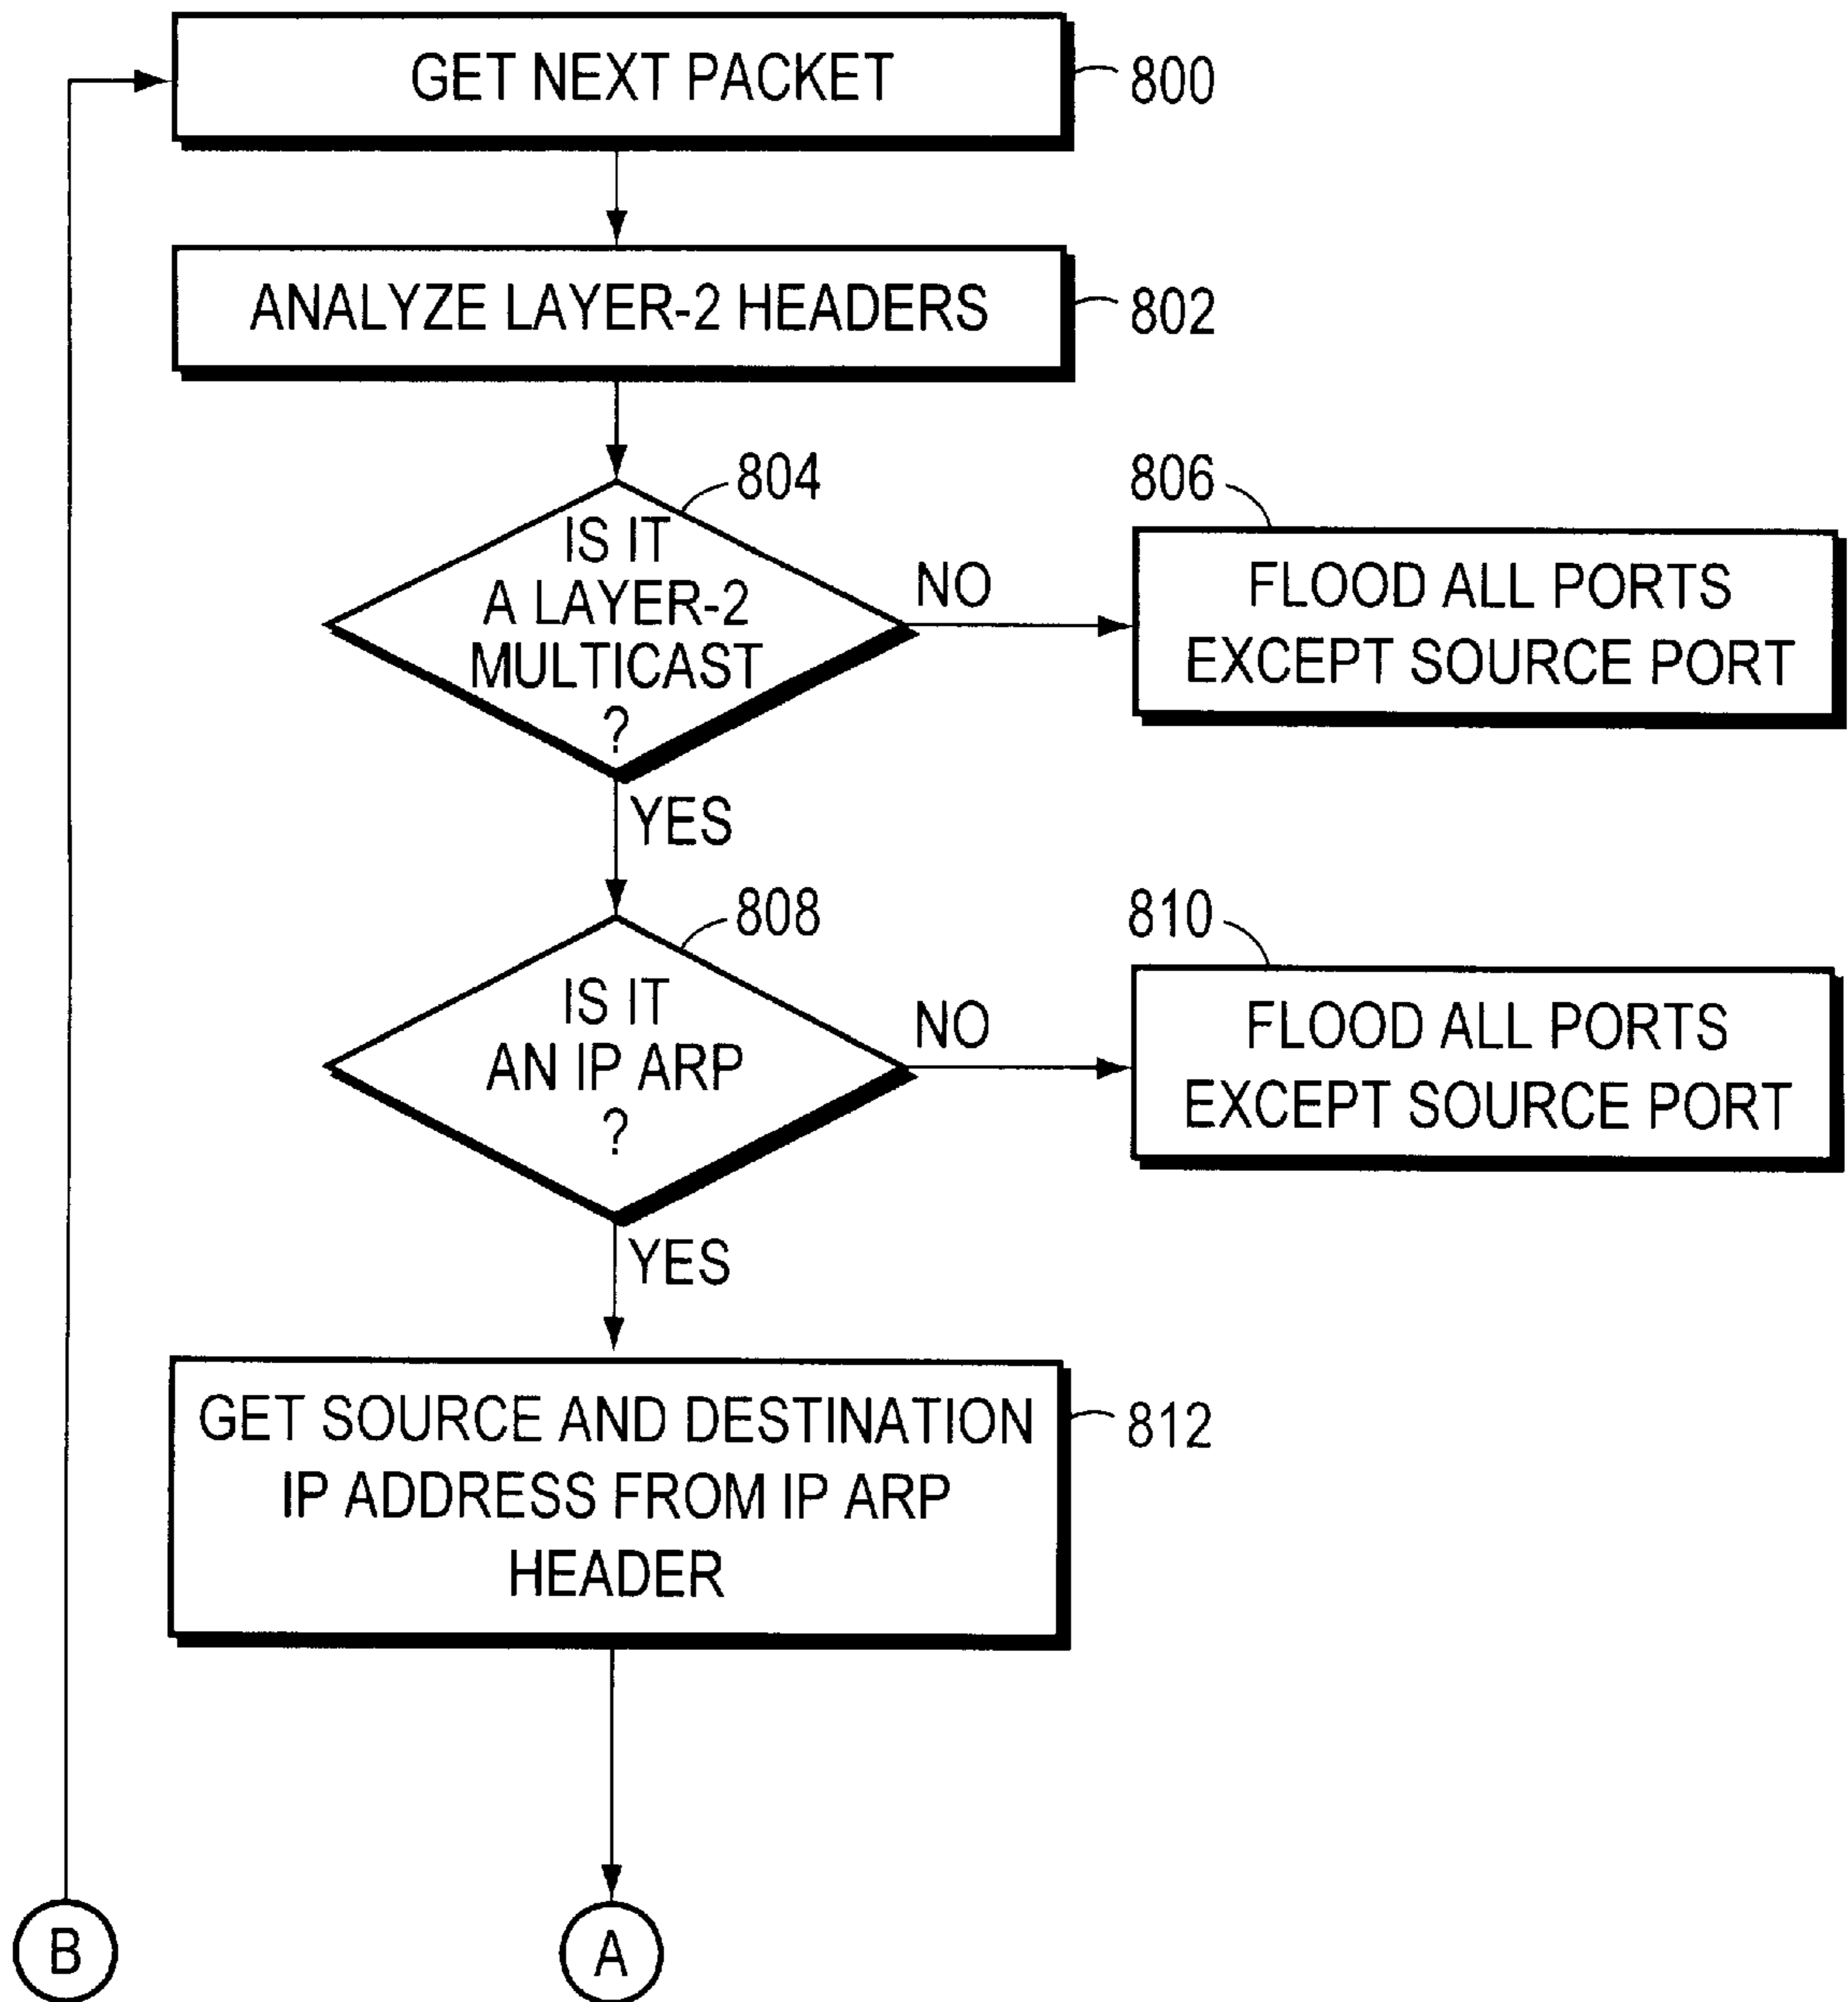 GET NEXT PACKET
800
ANALYZE LAYER-2 HEADERS
802
804
IS IT
A LAYER-2
MULTICAST
?
NO
806
FLOOD ALL PORTS
EXCEPT SOURCE PORT
YES
808
IS IT
AN IP ARP
?
NO
810
FLOOD ALL PORTS
EXCEPT SOURCE PORT
YES
GET SOURCE AND DESTINATION
IP ADDRESS FROM IP ARP
HEADER
812
B
A